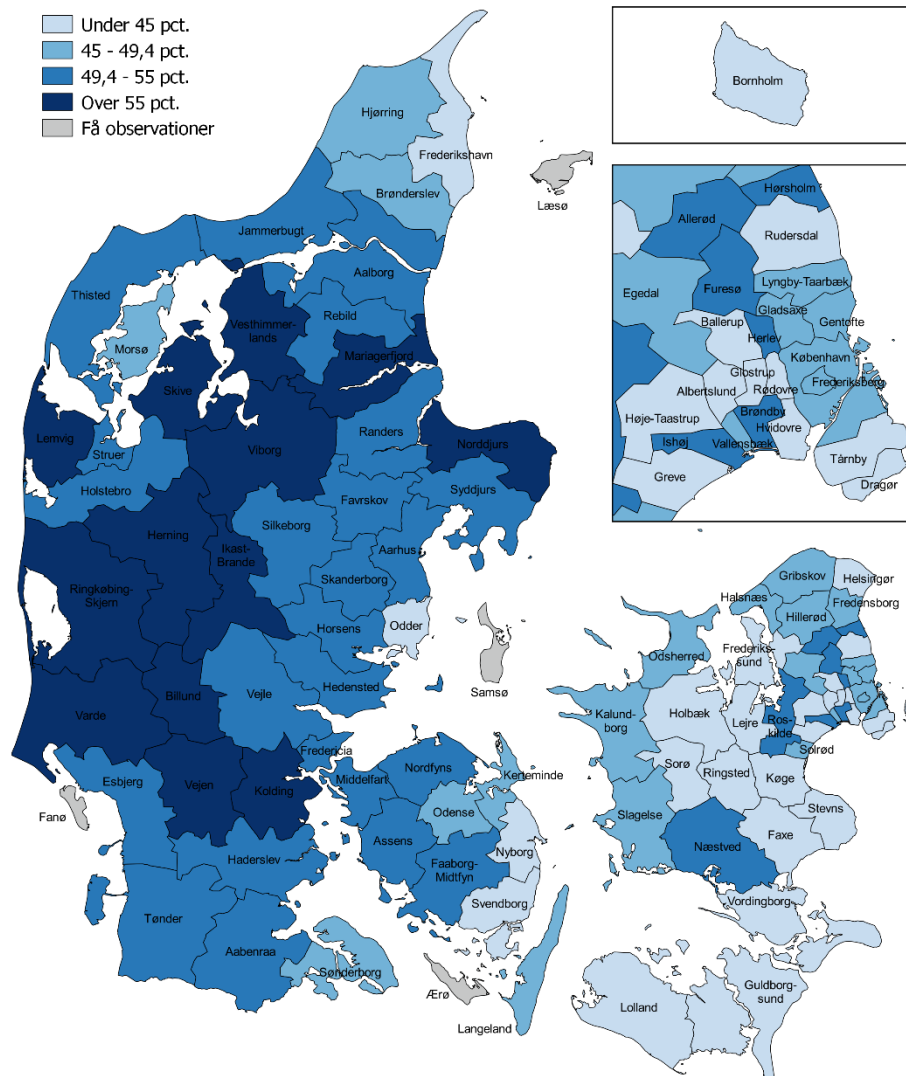 Under 45 pct.
45 - 49,4 pct.
49,4 - 55 pct.
Over 55 pct.
Få observationer
Bornholm
Hjørring
Frederikshavn
Brønderslev
Læsø
Jammerbugt
Thisted
Aalborg
Rebild
Vesthimmer-
lands
Morsø
Mariagerfjord
Skive
Lemvig
Struer
Viborg
Randers
Norddjurs
Holstebro
Favrskov
Syddjurs
Silkeborg
Herning
Ikast-
Brande
Aarhus
Skanderborg
Ringkøbing-
Skjern
Horsens
Odder
Hedensted
Samsø
Billund
Vejle
Varde
Fredericia
Esbjerg
Vejen
Kolding
Fanø
Middelfart
Nordfyns
Kerteminde
Odense
Assens
Haderslev
Nyborg
Faaborg-
Midtfyn
Svendborg
Tønder
Aabenraa
Sønderborg
Ærø
Langeland
Hørsholm
Allerød
Rudersdal
Egedal
Furesø
Lyngby-Taarbæk
Gladsaxe
Gentofte
Ballerup
Herlev
København
Glostrup
Frederiksberg
Albertslund
Rødovre
Høje-Taastrup
Brøndby
Hvidovre
Ishøj
Vallensbæk
Greve
Tårnby
Dragør
Gribskov
Helsingør
Halsnæs
Fredensborg
Hillerød
Odsherred
Frederiks-
sund
Kalund-
borg
Holbæk
Lejre
Ros-
kilde
Solrød
Sorø
Ringsted
Køge
Slagelse
Stevns
Faxe
Næstved
Vordingborg
Guldborg-
sund
Lolland